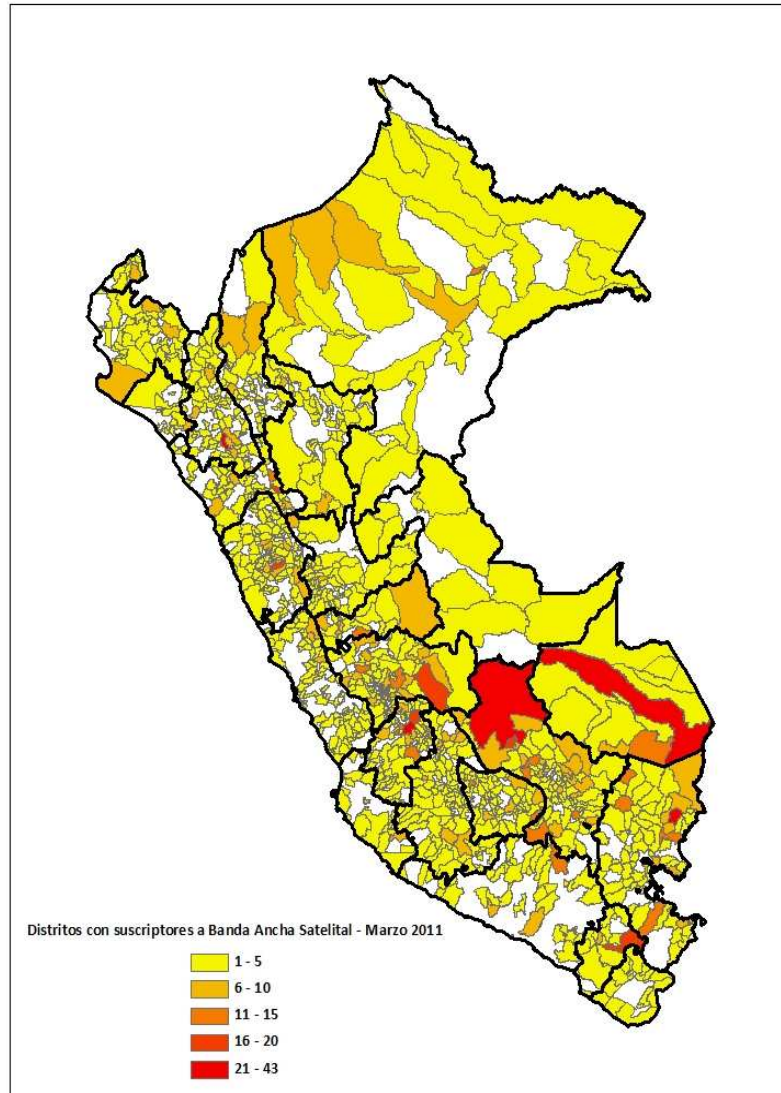 Distritos con suscriptores a Banda Ancha Satelital - Marzo 2011
1 - 5
6 - 10
11 - 15
16 - 20
21 - 43